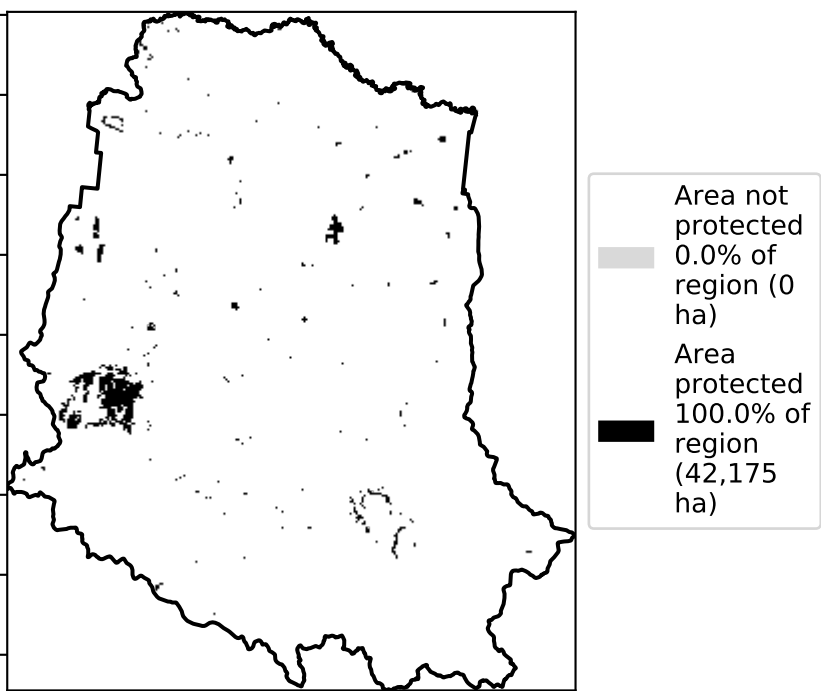 Area not
protected
0.0% of
region (0
ha)
Area
protected
100.0% of
region
(42,175
ha)